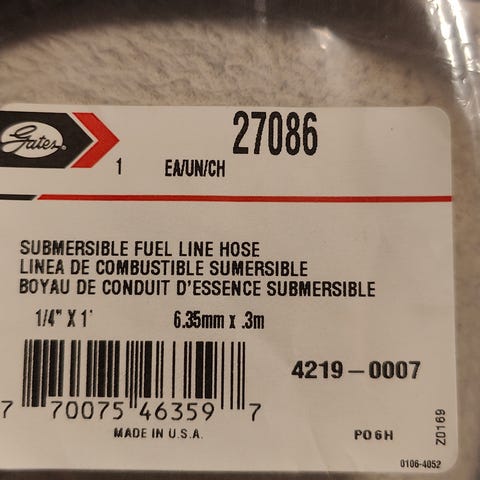 Gates
27086
1 EA/UN/CH
SUBMERSIBLE FUEL LINE HOSE
LINEA DE COMBUSTIBLE SUMERSIBLE
BOYAU DE CONDUIT D'ESSENCE SUBMERSIBLE
1/4" X 1' 6.35mm x .3m
4219-0007
7 70075 46359 7
MADE IN U.S.A.
PO6H
Z0169
0106-4052